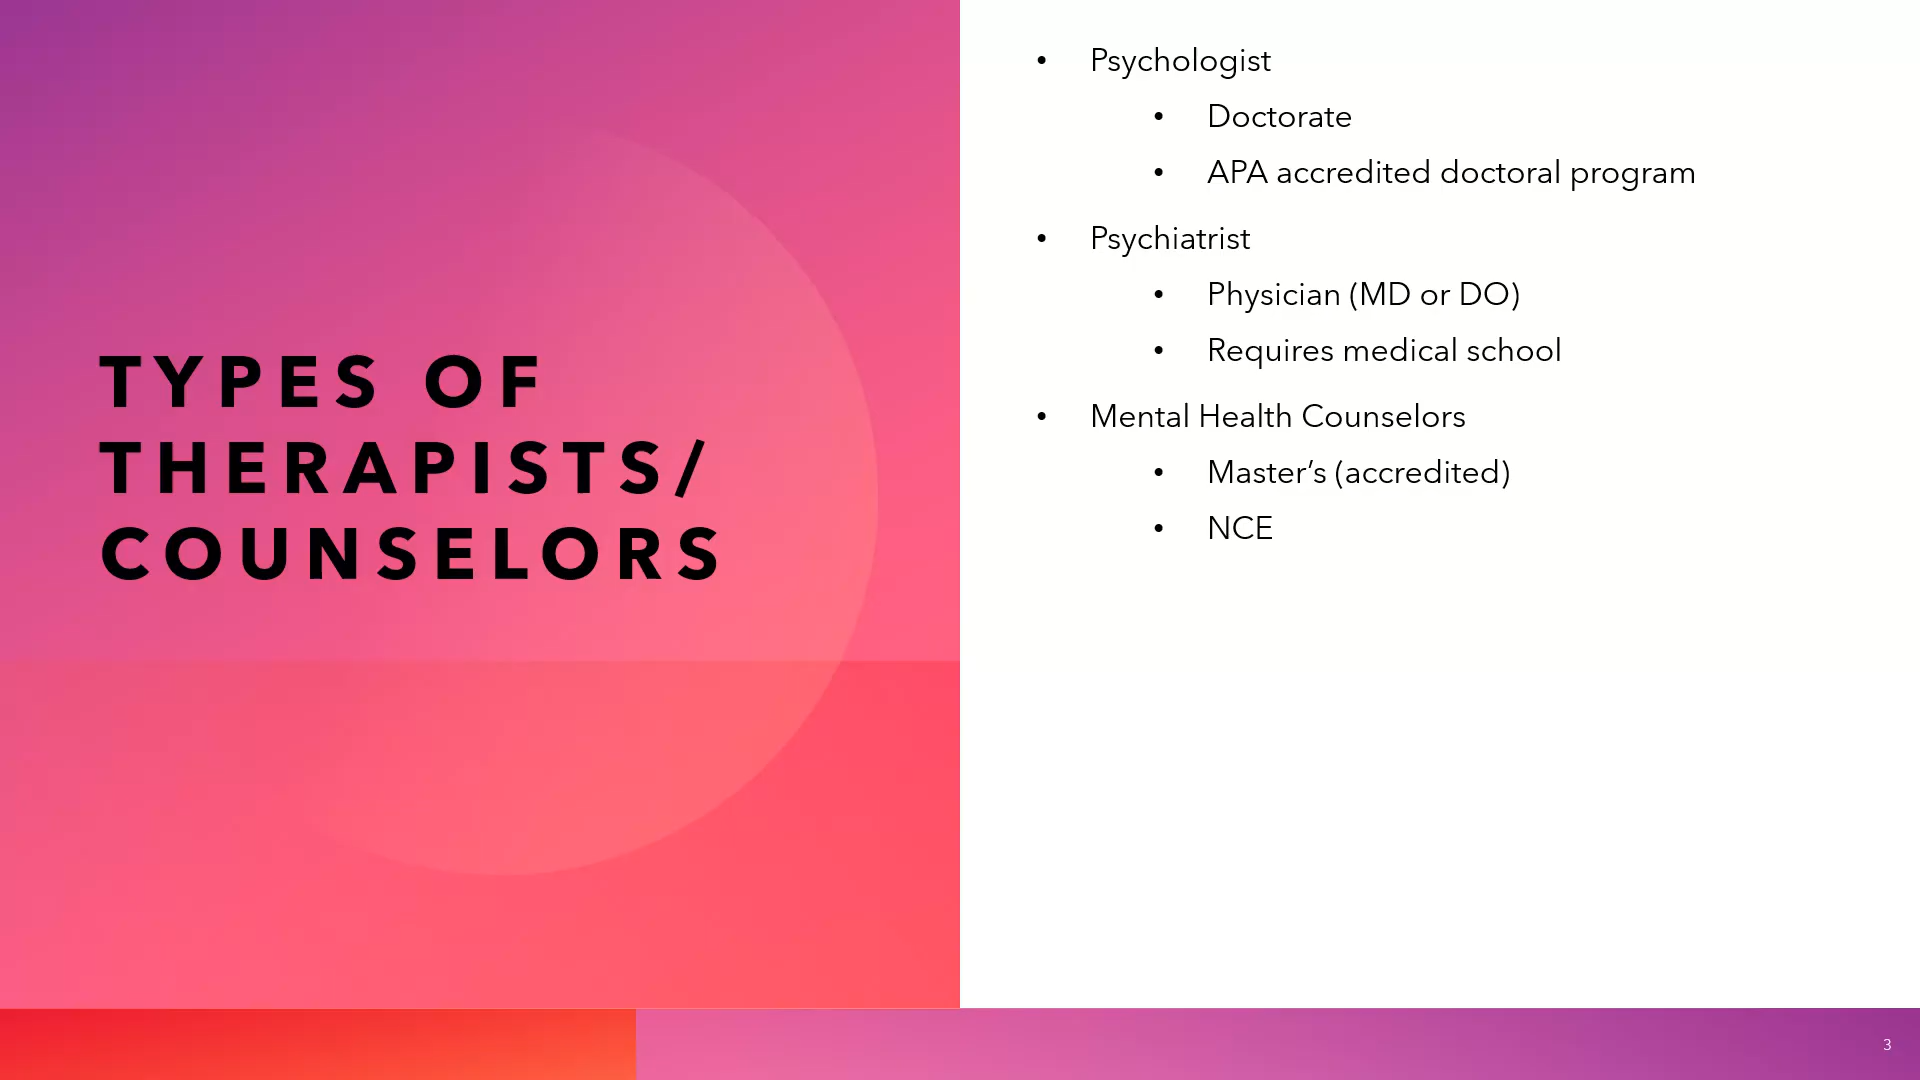 TYPES OF
THERAPISTS/
COUNSELORS
• Psychologist
• Doctorate
• APA accredited doctoral program
• Psychiatrist
• Physician (MD or DO)
• Requires medical school
• Mental Health Counselors
• Master’s (accredited)
• NCE
3